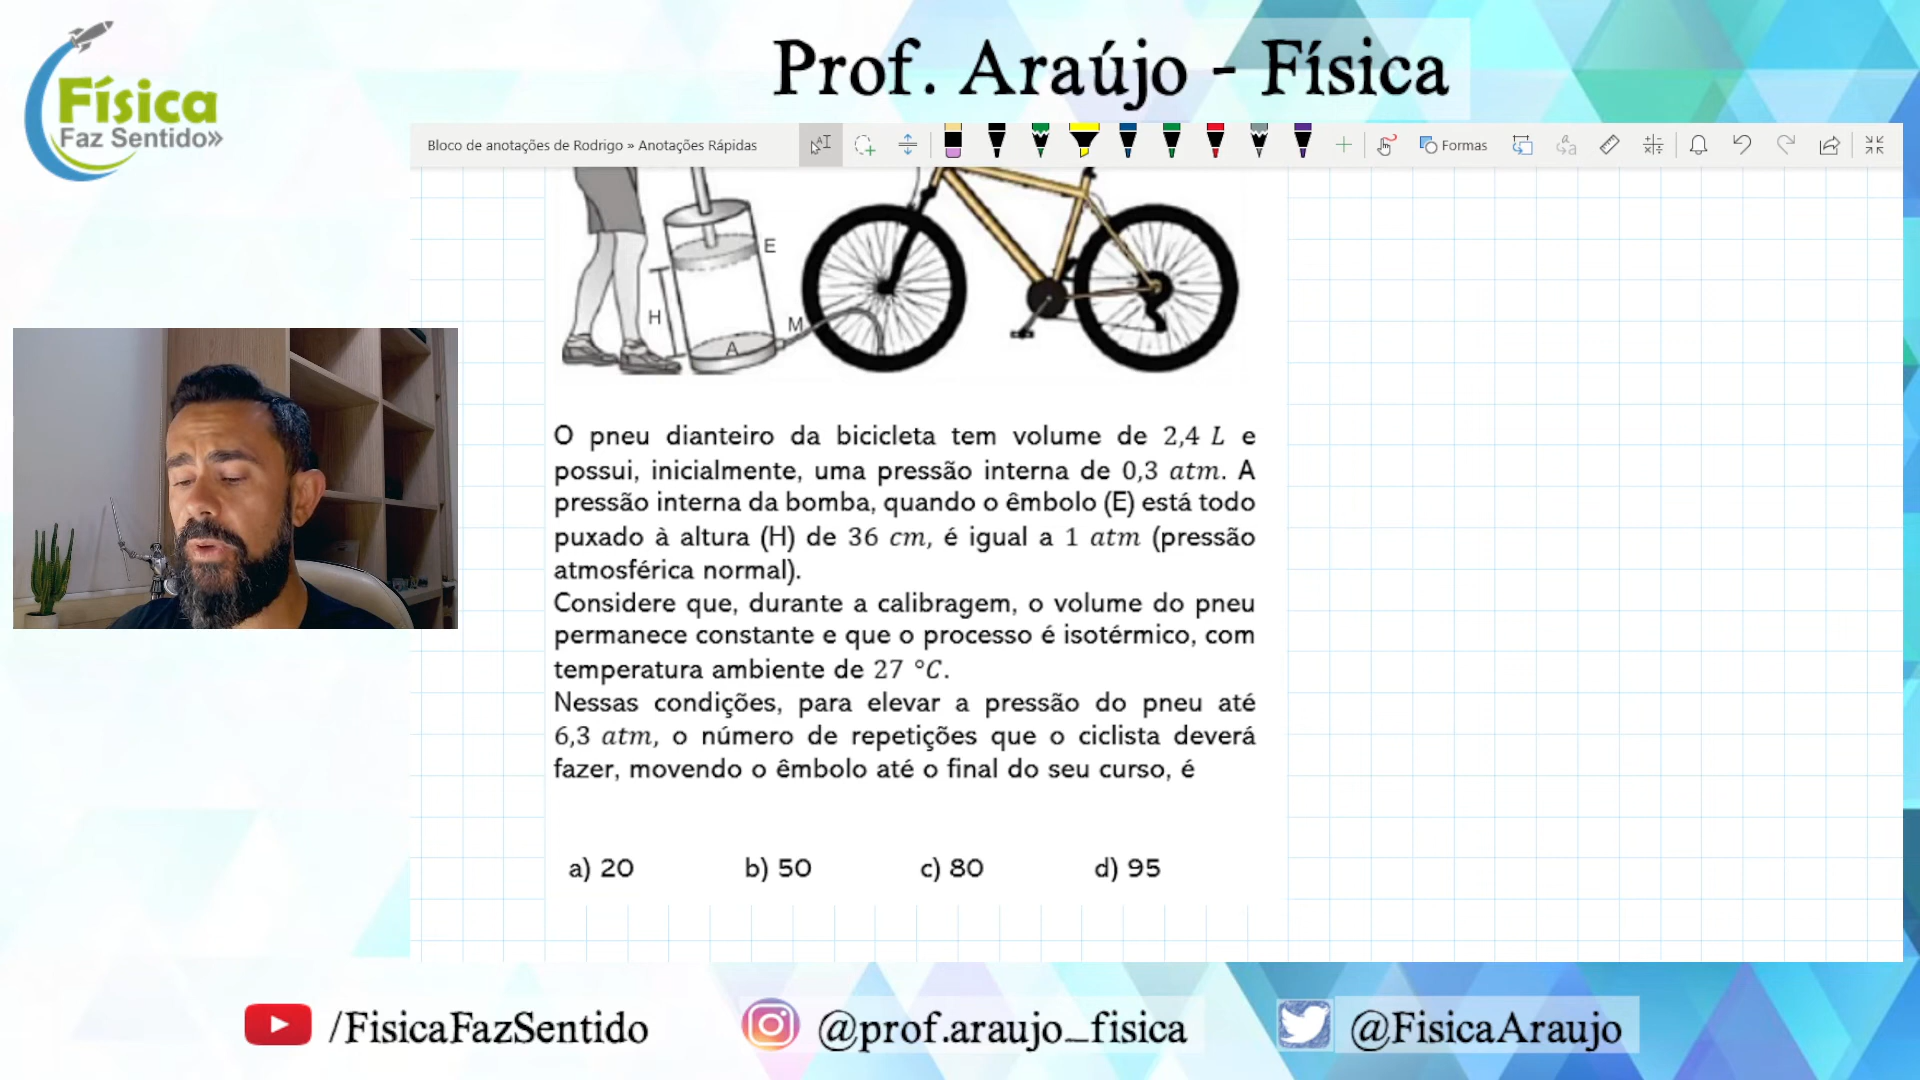 Física
Faz Sentido»
Prof. Araújo - Física
Bloco de anotações de Rodrigo » Anotações Rápidas
Formas
E
H
M
A
O pneu dianteiro da bicicleta tem volume de 2,4 L e
possui, inicialmente, uma pressão interna de 0,3 atm. A
pressão interna da bomba, quando o êmbolo (E) está todo
puxado à altura (H) de 36 cm, é igual a 1 atm (pressão
atmosférica normal).
Considere que, durante a calibragem, o volume do pneu
permanece constante e que o processo é isotérmico, com
temperatura ambiente de 27 °C.
Nessas condições, para elevar a pressão do pneu até
6,3 atm, o número de repetições que o ciclista deverá
fazer, movendo o êmbolo até o final do seu curso, é
a) 20 b) 50 c) 80 d) 95
/FisicaFazSentido @prof.araujo_fisica @FisicaAraujo